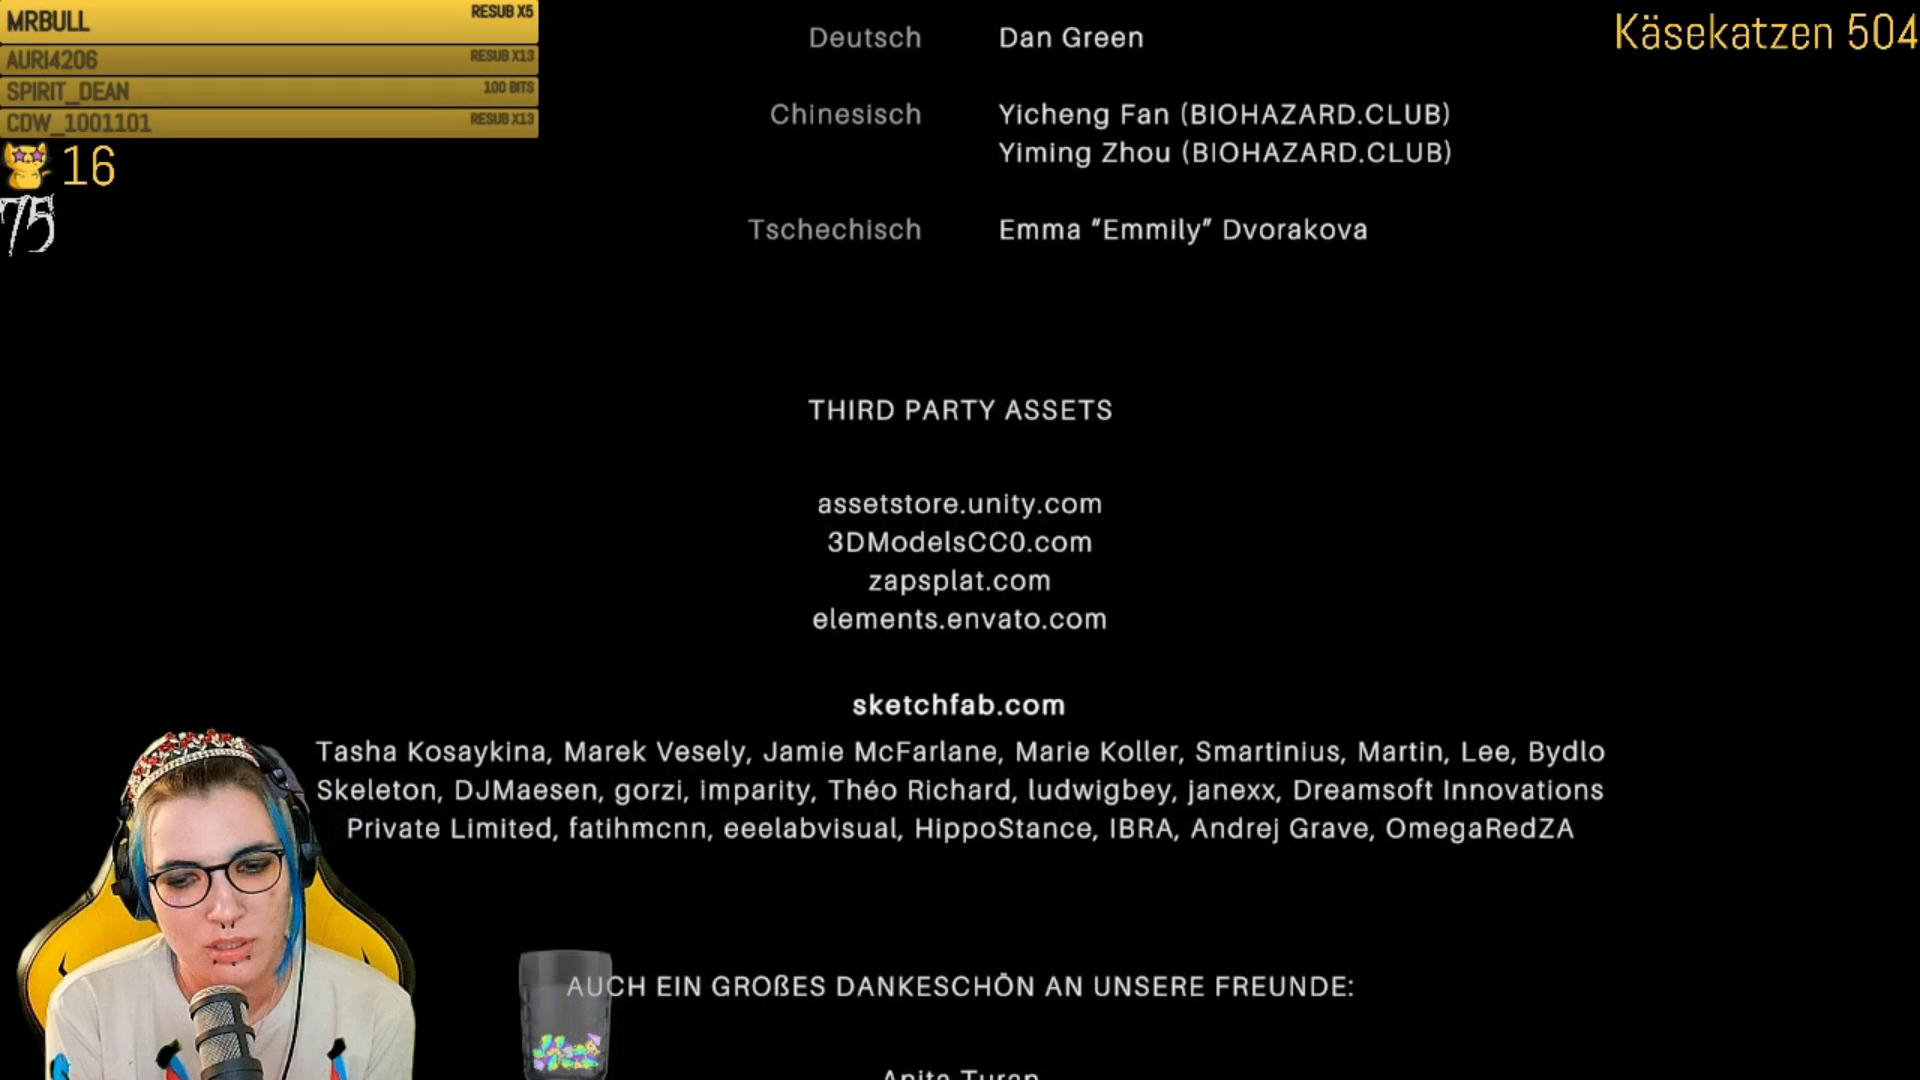 MRBULL RESUB X5
AURI4206 RESUB X13
SPIRIT_DEAN 100 BITS
CDW_1001101 RESUB X13
16
75
Käsekatzen 504
Deutsch Dan Green
Chinesisch Yicheng Fan (BIOHAZARD.CLUB)
Yiming Zhou (BIOHAZARD.CLUB)
Tschechisch Emma “Emmily” Dvorakova
THIRD PARTY ASSETS
assetstore.unity.com
3DModelsCC0.com
zapsplat.com
elements.envato.com
sketchfab.com
Tasha Kosaykina, Marek Vesely, Jamie McFarlane, Marie Koller, Smartinius, Martin, Lee, Bydlo
Skeleton, DJMaesen, gorzi, imparity, Théo Richard, ludwigbey, janexx, Dreamsoft Innovations
Private Limited, fatihmcnn, eeelabvisual, HippoStance, IBRA, Andrej Grave, OmegaRedZA
AUCH EIN GROßES DANKESCHÖN AN UNSERE FREUNDE:
Anita Turan